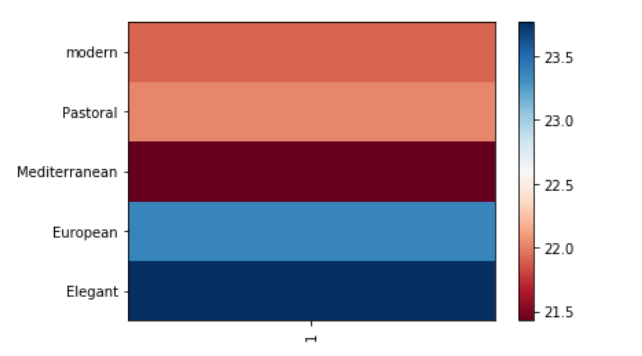 modern
Pastoral
Mediterranean
European
Elegant
1
23.5
23.0
22.5
22.0
21.5